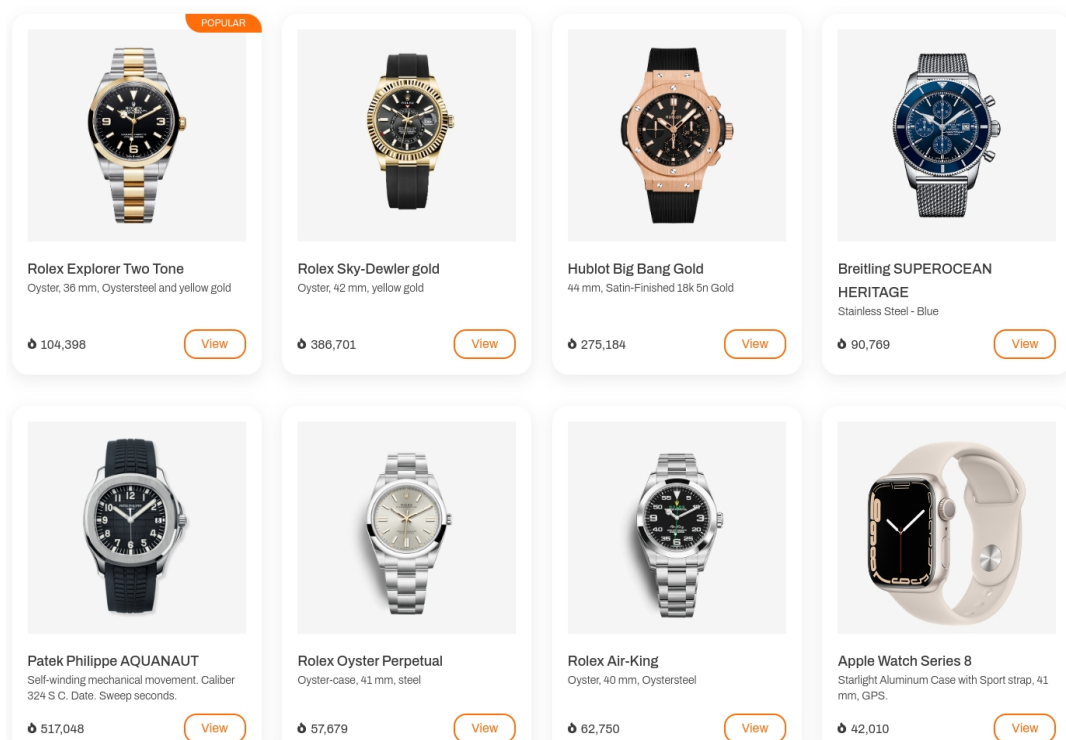 POPULAR
Rolex Explorer Two Tone
Oyster, 36 mm, Oystersteel and yellow gold
104,398
View
Rolex Sky-Dewler gold
Oyster, 42 mm, yellow gold
386,701
View
Hublot Big Bang Gold
44 mm, Satin-Finished 18k 5n Gold
275,184
View
Breitling SUPEROCEAN
HERITAGE
Stainless Steel - Blue
90,769
View
Patek Philippe AQUANAUT
Self-winding mechanical movement. Caliber
324 S C. Date. Sweep seconds.
517,048
View
Rolex Oyster Perpetual
Oyster-case, 41 mm, steel
57,679
View
Rolex Air-King
Oyster, 40 mm, Oystersteel
62,750
View
Apple Watch Series 8
Starlight Aluminum Case with Sport strap, 41
mm, GPS.
42,010
View